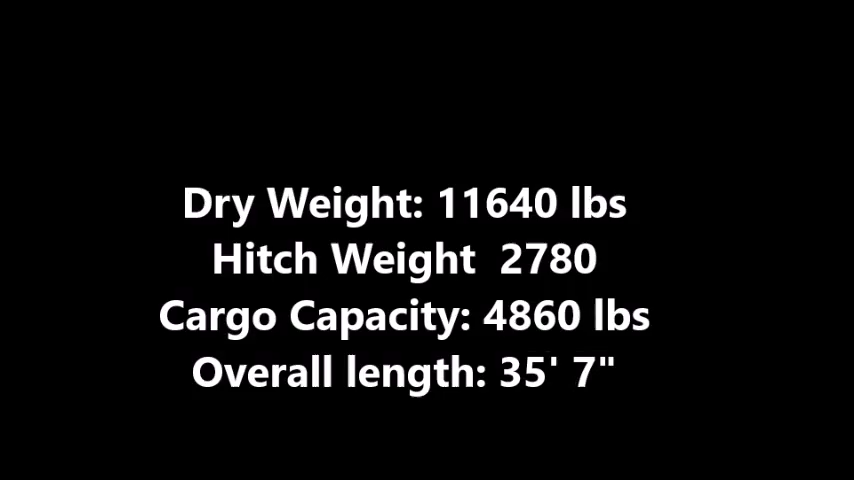 Dry Weight: 11640 lbs
Hitch Weight  2780
Cargo Capacity: 4860 lbs
Overall length: 35' 7"